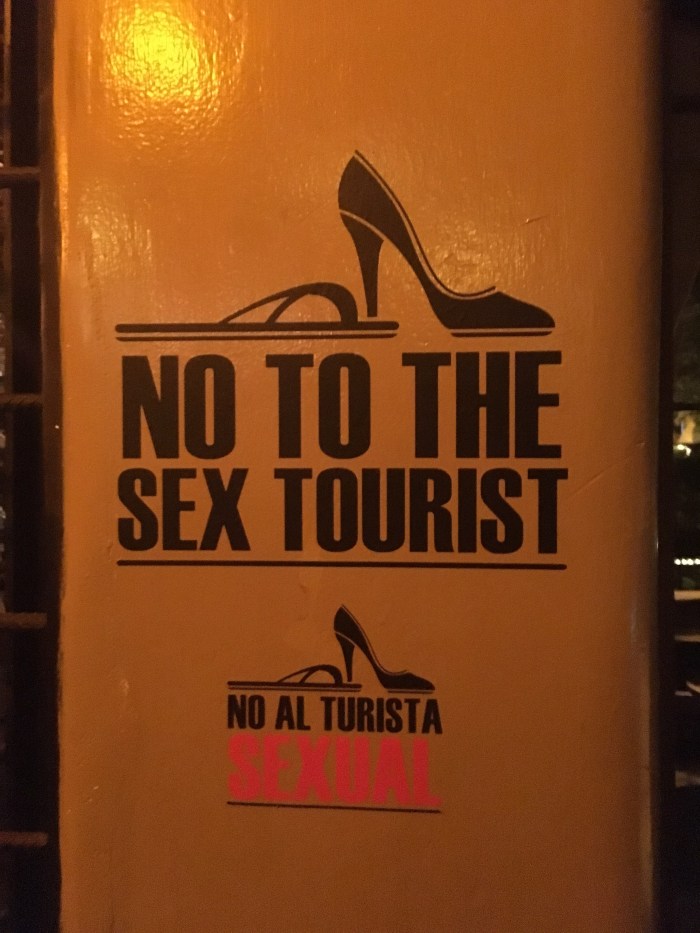 NO TO THE
SEX TOURIST
NO AL TURISTA
SEXUAL